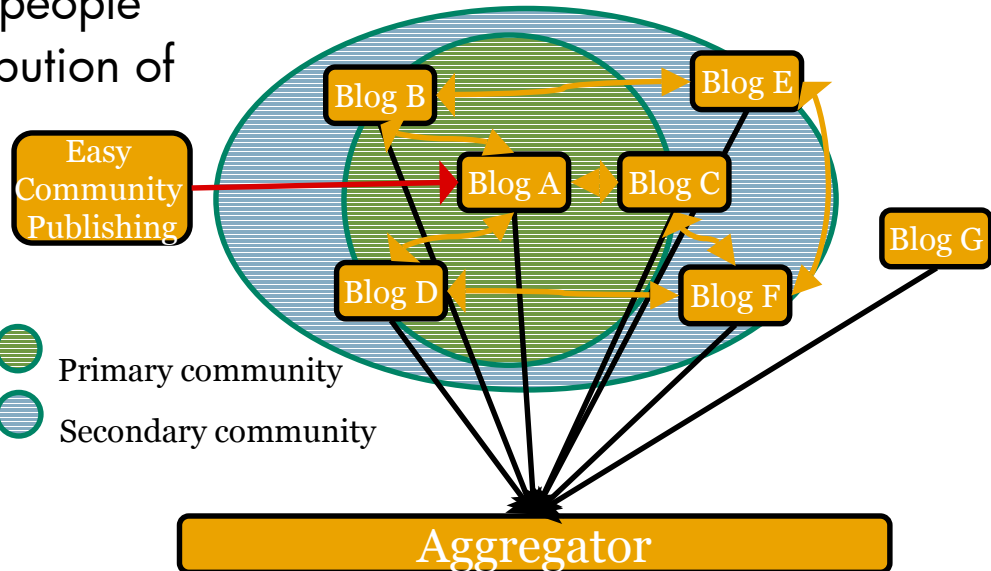 people
bution of
Blog B
Blog E
Easy
Community
Publishing
Blog A
Blog C
Blog G
Blog D
Blog F
Primary community
Secondary community
Aggregator